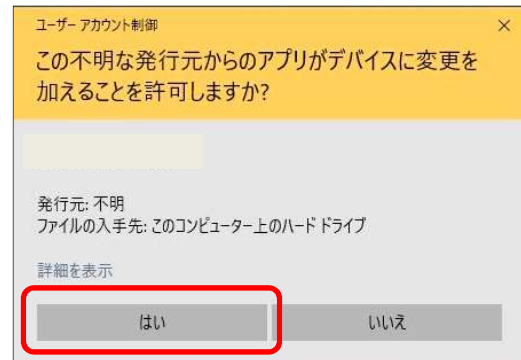 ユーザー アカウント制御
この不明な発行元からのアプリがデバイスに変更を
加えることを許可しますか?
発行元: 不明
ファイルの入手先: このコンピューター上のハード ドライブ
詳細を表示
はい
いいえ